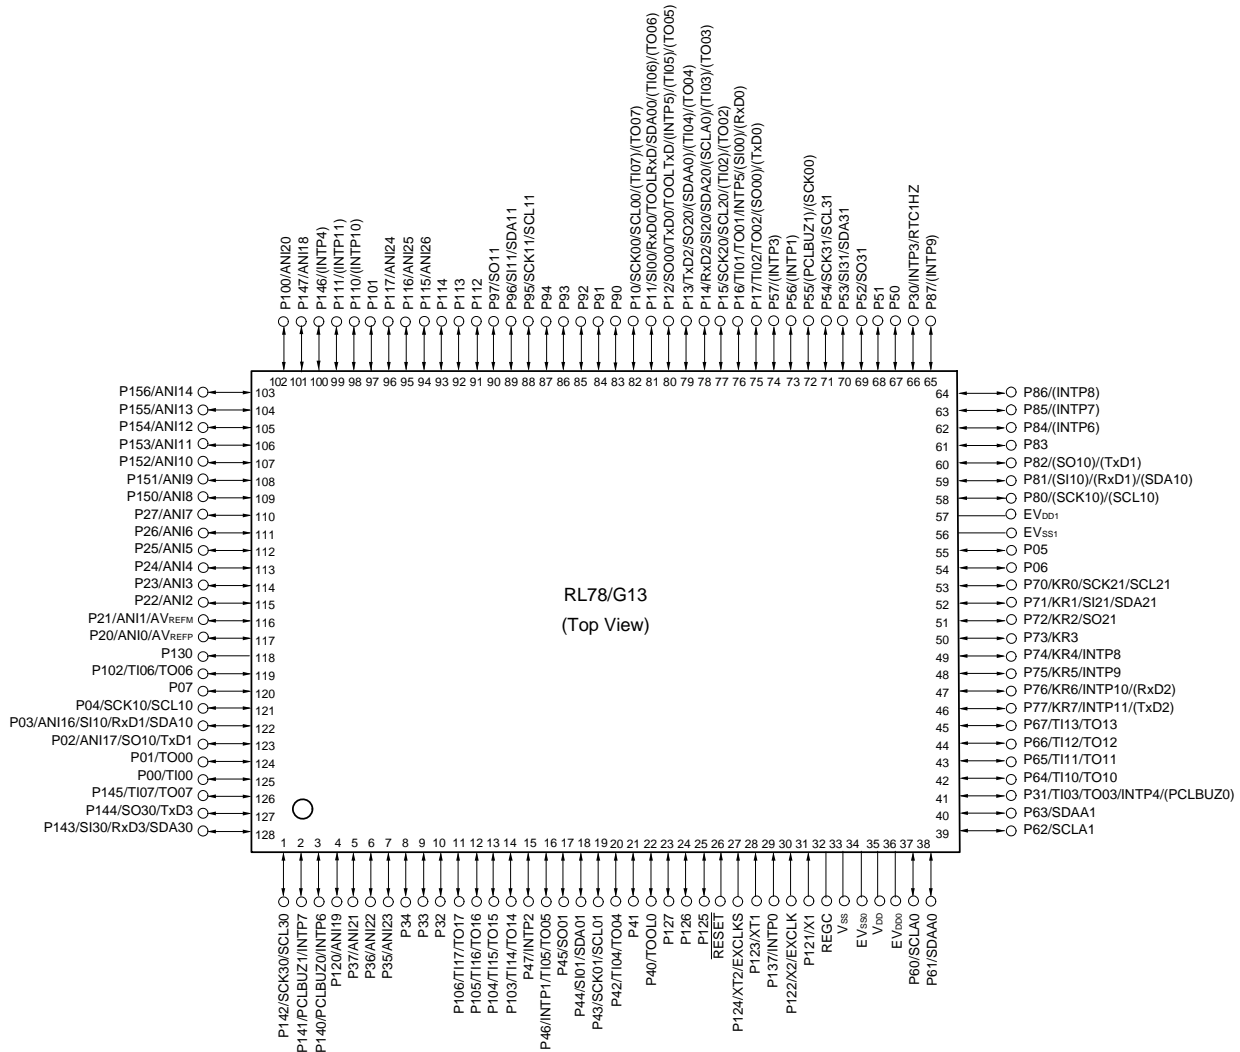 P100/ANI20
P147/ANI18
P146/(INTP4)
P111/(INTP11)
P110/(INTP10)
P101
P117/ANI24
P116/ANI25
P115/ANI26
P114
P113
P112
P97/SO11
P96/SI11/SDA11
P95/SCK11/SCL11
P94
P93
P92
P91
P90
P10/SCK00/SCL00/(TI07)/(TO07)
P11/SI00/RxD0/TOOLRxD/SDA00/(TI06)/(TO06)
P12/SO00/TxD0/TOOLTxD/(INTP5)/(TI05)/(TO05)
P13/TxD2/SO20/(SDAA0)/(TI04)/(TO04)
P14/RxD2/SI20/SDA20/(SCLA0)/(TI03)/(TO03)
P15/SCK20/SCL20/(TI02)/(TO02)
P16/TI01/TO01/INTP5/(SI00)/(RxD0)
P17/TI02/TO02/(SO00)/(TxD0)
P57/(INTP3)
P56/(INTP1)
P55/(PCLBUZ1)/(SCK00)
P54/SCK31/SCL31
P53/SI31/SDA31
P52/SO31
P51
P50
P30/INTP3/RTC1HZ
P87/(INTP9)
102 101 100 99 98 97 96 95 94 93 92 91 90 89 88 87 86 85 84 83 82 81 80 79 78 77 76 75 74 73 72 71 70 69 68 67 66 65
P156/ANI14 103
P155/ANI13 104
P154/ANI12 105
P153/ANI11 106
P152/ANI10 107
P151/ANI9 108
P150/ANI8 109
P27/ANI7 110
P26/ANI6 111
P25/ANI5 112
P24/ANI4 113
P23/ANI3 114
P22/ANI2 115
P21/ANI1/AVREFM 116
P20/ANI0/AVREFP 117
P130 118
P102/TI06/TO06 119
P07 120
P04/SCK10/SCL10 121
P03/ANI16/SI10/RxD1/SDA10 122
P02/ANI17/SO10/TxD1 123
P01/TO00 124
P00/TI00 125
P145/TI07/TO07 126
P144/SO30/TxD3 127
P143/SI30/RxD3/SDA30 128
RL78/G13
(Top View)
64 P86/(INTP8)
63 P85/(INTP7)
62 P84/(INTP6)
61 P83
60 P82/(SO10)/(TxD1)
59 P81/(SI10)/(RxD1)/(SDA10)
58 P80/(SCK10)/(SCL10)
57 EVDD1
56 EVSS1
55 P05
54 P06
53 P70/KR0/SCK21/SCL21
52 P71/KR1/SI21/SDA21
51 P72/KR2/SO21
50 P73/KR3
49 P74/KR4/INTP8
48 P75/KR5/INTP9
47 P76/KR6/INTP10/(RxD2)
46 P77/KR7/INTP11/(TxD2)
45 P67/TI13/TO13
44 P66/TI12/TO12
43 P65/TI11/TO11
42 P64/TI10/TO10
41 P31/TI03/TO03/INTP4/(PCLBUZ0)
40 P63/SDAA1
39 P62/SCLA1
1 2 3 4 5 6 7 8 9 10 11 12 13 14 15 16 17 18 19 20 21 22 23 24 25 26 27 28 29 30 31 32 33 34 35 36 37 38
P142/SCK30/SCL30
P141/PCLBUZ1/INTP7
P140/PCLBUZ0/INTP6
P120/ANI19
P37/ANI21
P36/ANI22
P35/ANI23
P34
P33
P32
P106/TI17/TO17
P105/TI16/TO16
P104/TI15/TO15
P103/TI14/TO14
P47/INTP2
P46/INTP1/TI05/TO05
P45/SO01
P44/SI01/SDA01
P43/SCK01/SCL01
P42/TI04/TO04
P41
P40/TOOL0
P127
P126
P125
RESET
P124/XT2/EXCLKS
P123/XT1
P137/INTP0
P122/X2/EXCLK
P121/X1
REGC
VSS
EVSS0
VDD
EVDD0
P60/SCLA0
P61/SDAA0